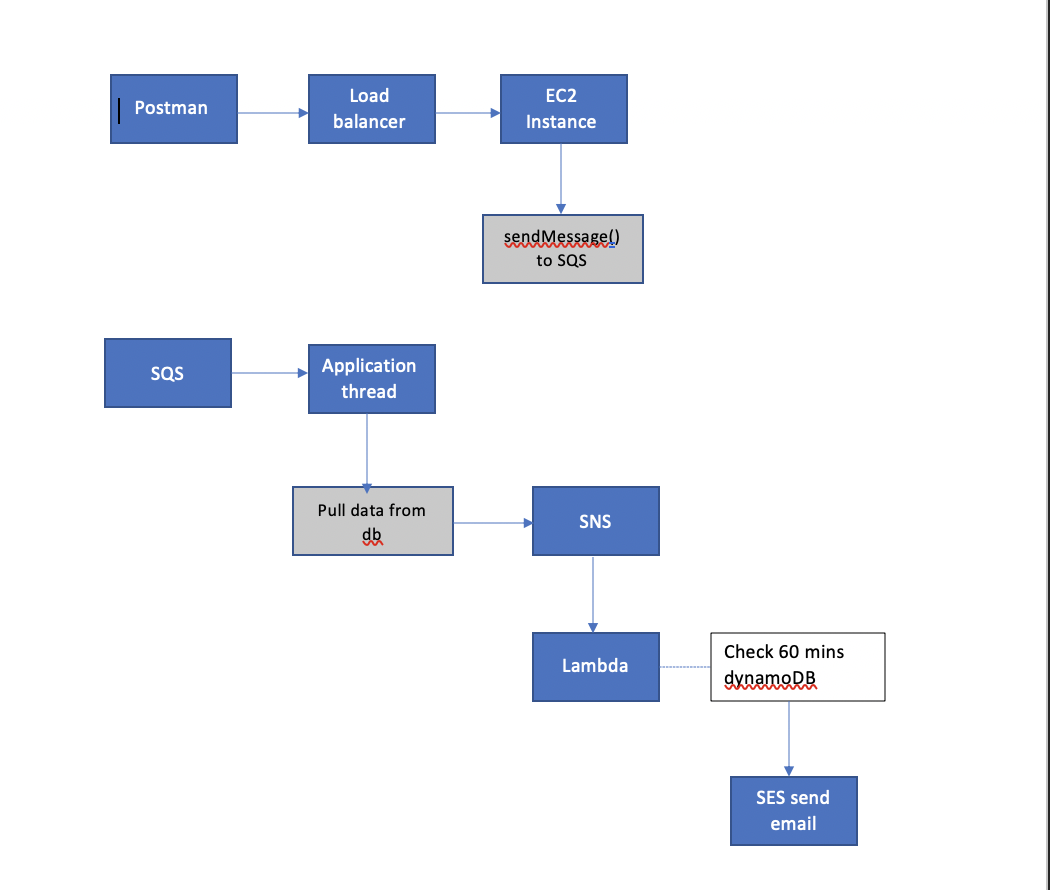 Postman
Load
balancer
EC2
Instance
sendMessage()
to SQS
SQS
Application
thread
Pull data from
db
SNS
Lambda
Check 60 mins
dynamoDB
SES send
email